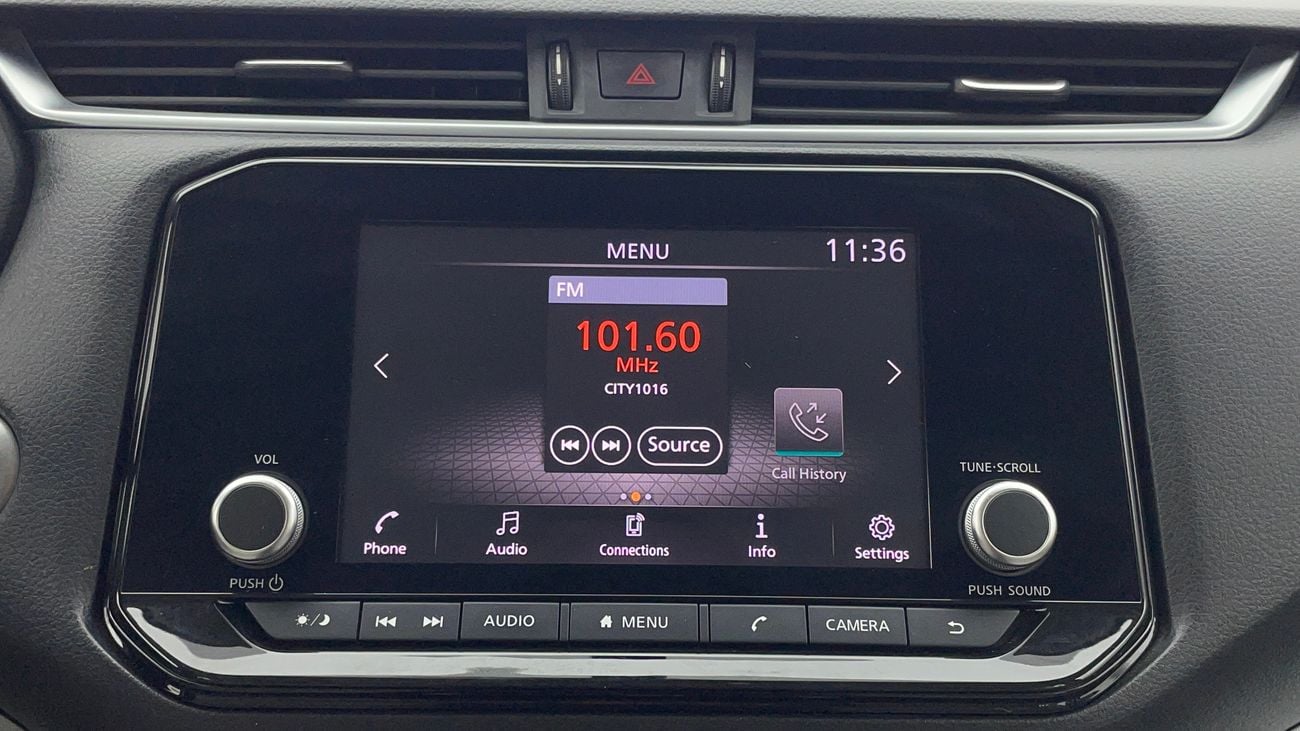 MENU
11:36
FM
101.60
MHz
CITY1016
Source
Call History
VOL
TUNE·SCROLL
Phone
Audio
Connections
Info
Settings
PUSH
PUSH SOUND
AUDIO
MENU
CAMERA